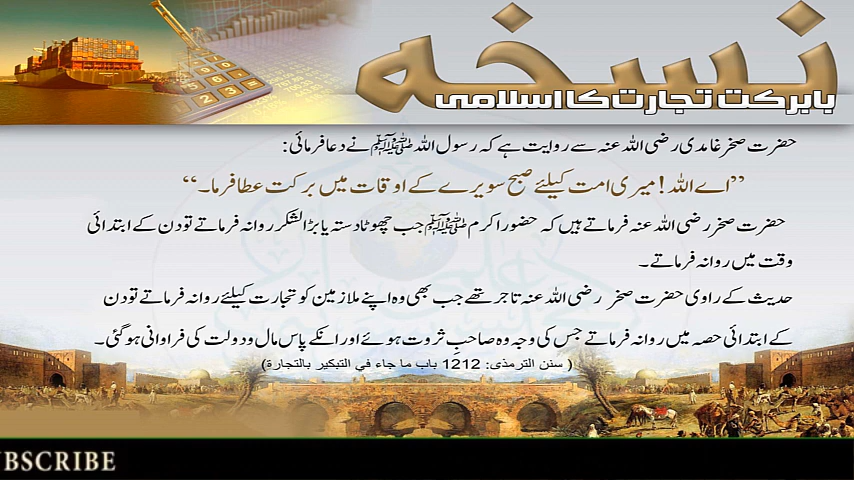 نسخہ
بابرکت تجارت کا اسلامی
حضرت صخر غامدی رضی اللہ عنہ سے روایت ہے کہ رسول اللہ ﷺ نے دعا فرمائی:
”اے اللہ! میری امت کیلئے صبح سویرے کے اوقات میں برکت عطا فرما۔“
حضرت صخر رضی اللہ عنہ فرماتے ہیں کہ حضور اکرم ﷺ جب چھوٹا دستہ یا بڑا لشکر روانہ فرماتے تو دن کے ابتدائی
وقت میں روانہ فرماتے۔
حدیث کے راوی حضرت صخر رضی اللہ عنہ تاجر تھے جب بھی وہ اپنے ملازمین کو تجارت کیلئے روانہ فرماتے تو دن
کے ابتدائی حصہ میں روانہ فرماتے جس کی وجہ وہ صاحبِ ثروت ہوئے اور انکے پاس مال و دولت کی فراوانی ہوگئی۔
( سنن الترمذی: 1212 باب ما جاء في التبكير بالتجارة)
UBSCRIBE